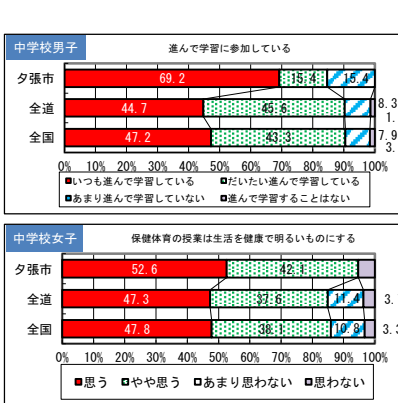 中学校男子
進んで学習に参加している
夕張市 69.2 15.4 15.4
全道 44.7 45.6 8.3 1.
全国 47.2 43.3 7.9 3.
0% 10% 20% 30% 40% 50% 60% 70% 80% 90% 100%
■いつも進んで学習している ■だいたい進んで学習している
■あまり進んで学習していない ■進んで学習することはない
中学校女子
保健体育の授業は生活を健康で明るいものにする
夕張市 52.6 42.1
全道 47.3 37.6 11.4 3.
全国 47.8 38.1 10.8 3.3
0% 10% 20% 30% 40% 50% 60% 70% 80% 90% 100%
■思う ■やや思う □あまり思わない ■思わない